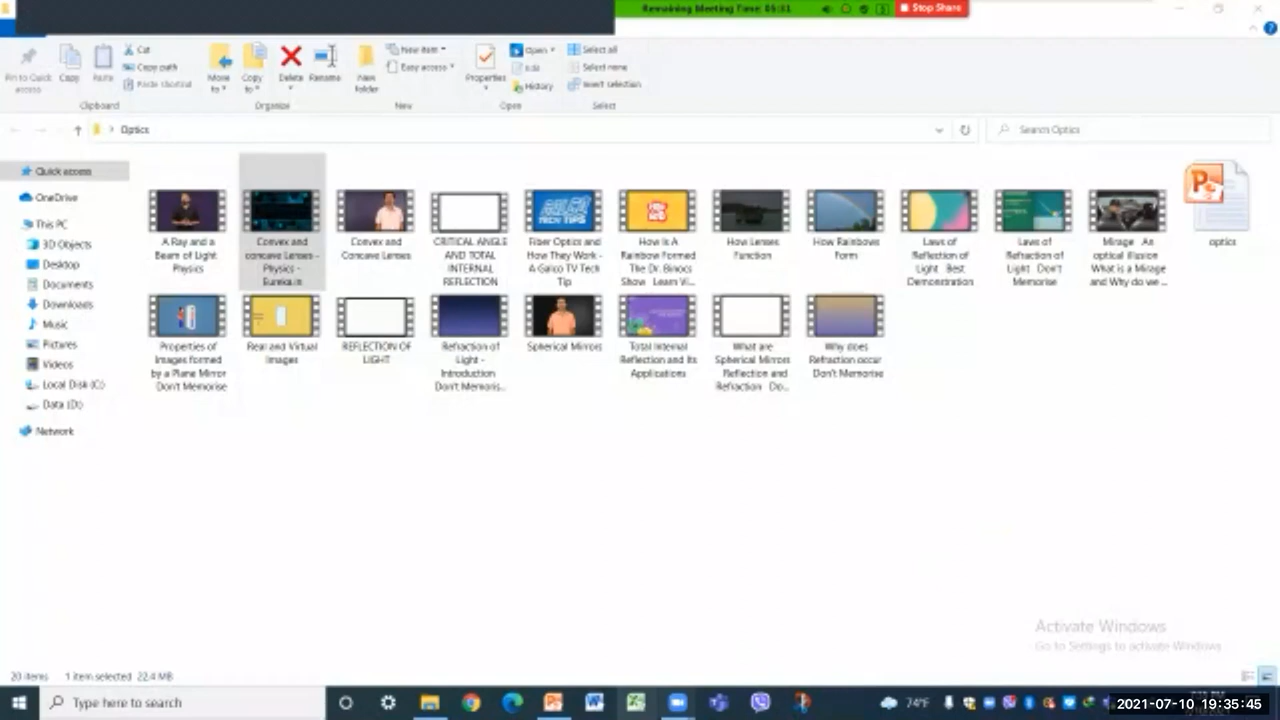 Remaining Meeting Time: 05:31
Stop Share
Pin to Quick access
Copy
Paste
Cut
Copy path
Paste shortcut
Clipboard
Move to
Copy to
Delete
Rename
Organize
New folder
New item
Easy access
New
Properties
Open
Edit
History
Open
Select all
Select none
Invert selection
Select
Optics
Search Optics
Quick access
OneDrive
This PC
3D Objects
Desktop
Documents
Downloads
Music
Pictures
Videos
Local Disk (C:)
Data (D:)
Network
A Ray and a
Beam of Light
Physics
Convex and
concave Lenses -
Physics -
Eureka.in
Convex and
Concave Lenses
CRITICAL ANGLE
AND TOTAL
INTERNAL
REFLECTION
Fiber Optics and
How They Work -
A Galco TV Tech
Tip
How Is A
Rainbow Formed
The Dr. Binocs
Show Learn Vi...
How Lenses
Function
How Rainbows
Form
Laws of
Reflection of
Light Best
Demonstration
Laws of
Refraction of
Light Don't
Memorise
Mirage An
optical illusion
What is a Mirage
and Why do we ...
optics
Properties of
Images formed
by a Plane Mirror
Don't Memorise
Real and Virtual
Images
REFLECTION OF
LIGHT
Refraction of
Light -
Introduction
Don't Memoris...
Spherical Mirrors
Total Internal
Reflection and Its
Applications
What are
Spherical Mirrors
Reflection and
Refraction Do...
Why does
Refraction occur
Don't Memorise
GALCO
TECH TIPS
Activate Windows
Go to Settings to activate Windows.
20 items
1 item selected 22.4 MB
Type here to search
74°F
2021-07-10 19:35:45